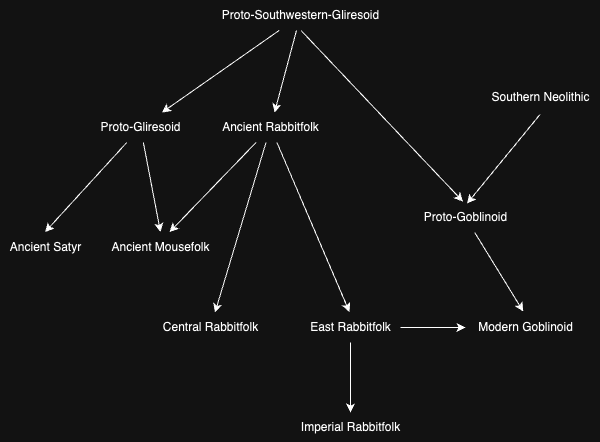 Proto-Southwestern-Gliresoid
Southern Neolithic
Proto-Gliresoid
Ancient Rabbitfolk
Proto-Goblinoid
Ancient Satyr
Ancient Mousefolk
Central Rabbitfolk
East Rabbitfolk
Modern Goblinoid
Imperial Rabbitfolk